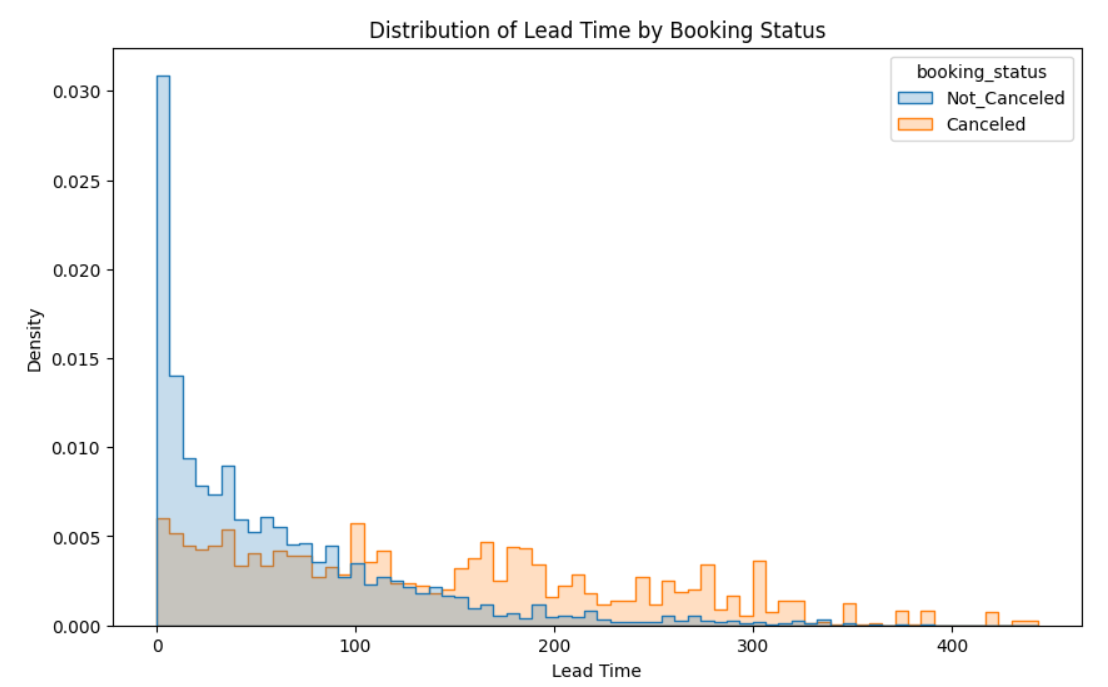 Distribution of Lead Time by Booking Status
booking_status
Not_Canceled
Canceled
0.030
0.025
0.020
0.015
0.010
0.005
0.000
Density
0 100 200 300 400
Lead Time